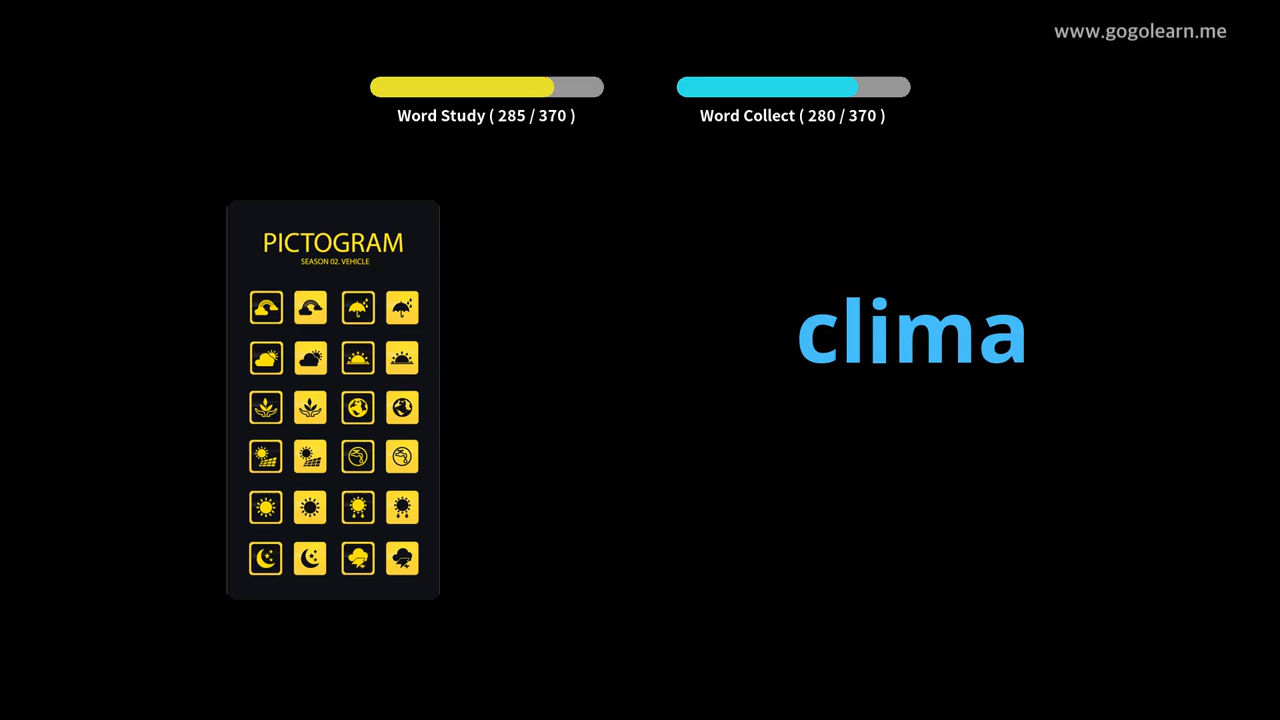 www.gogolearn.me
Word Study ( 285 / 370 )
Word Collect ( 280 / 370 )
PICTOGRAM
SEASON 02. VEHICLE
clima